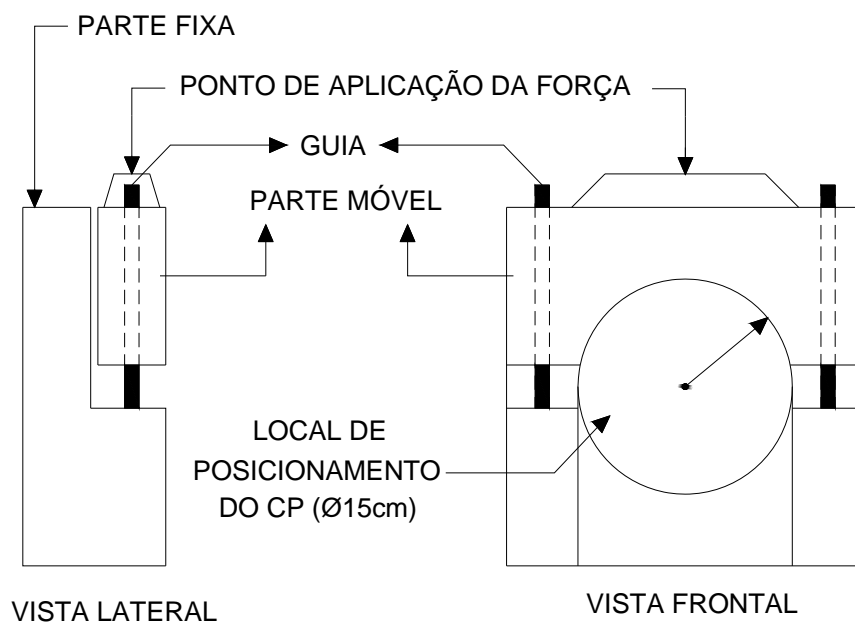 PARTE FIXA
PONTO DE APLICAÇÃO DA FORÇA
GUIA
PARTE MÓVEL
LOCAL DE
POSICIONAMENTO
DO CP (Ø15cm)
VISTA LATERAL
VISTA FRONTAL